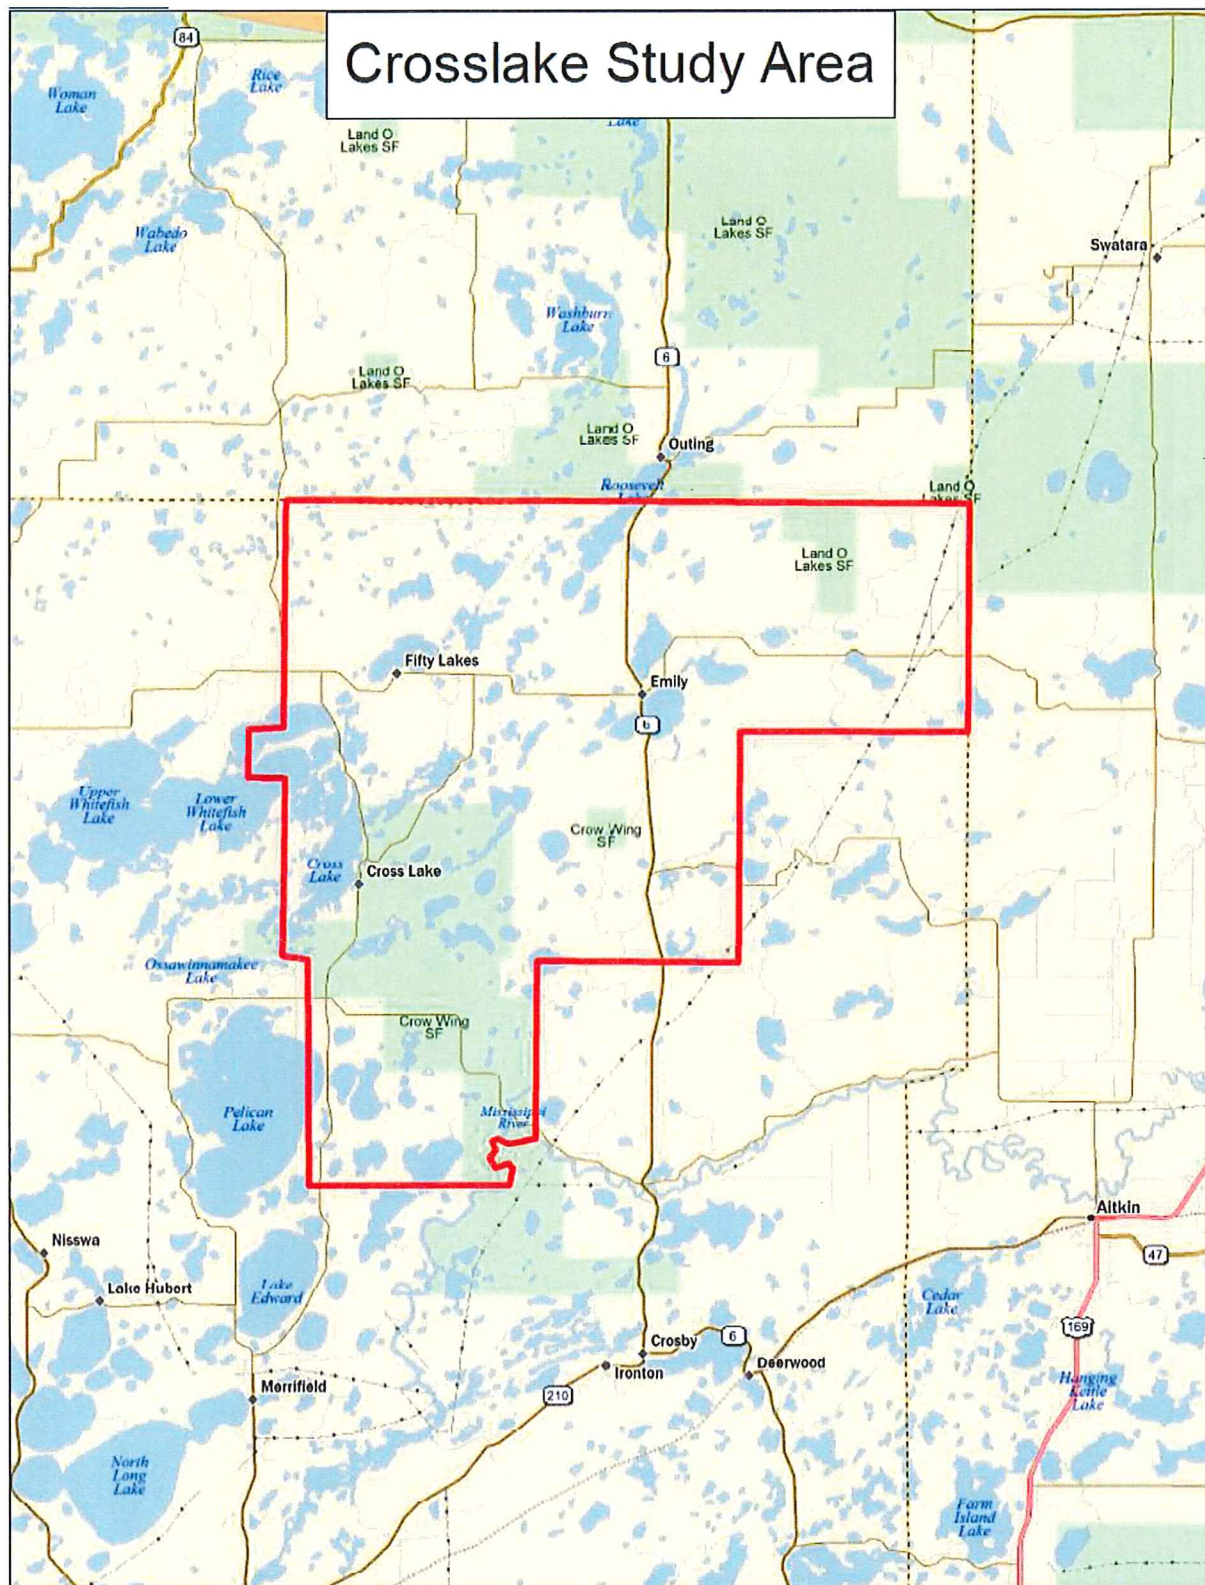 Crosslake Study Area
84
Woman
Lake
Rice
Lake
Land O
Lakes SF
Lake
Wabedo
Lake
Land O
Lakes SF
Swatara
Washburn
Lake
6
Land O
Lakes SF
Land O
Lakes SF
Outing
Roosevelt
Lake
Land O
Lakes SF
Land O
Lakes SF
Fifty Lakes
Emily
6
Upper
Whitefish
Lake
Lower
Whitefish
Lake
Crow Wing
SF
Cross
Lake
Cross Lake
Ossawinnamakee
Lake
Crow Wing
SF
Pelican
Lake
Mississippi
River
Aitkin
Nisswa
47
Lake Hubert
Lake
Edward
Cedar
Lake
169
Crosby
6
Ironton
Deerwood
Merrifield
210
Hanging
Kettle
Lake
North
Long
Lake
Farm
Island
Lake